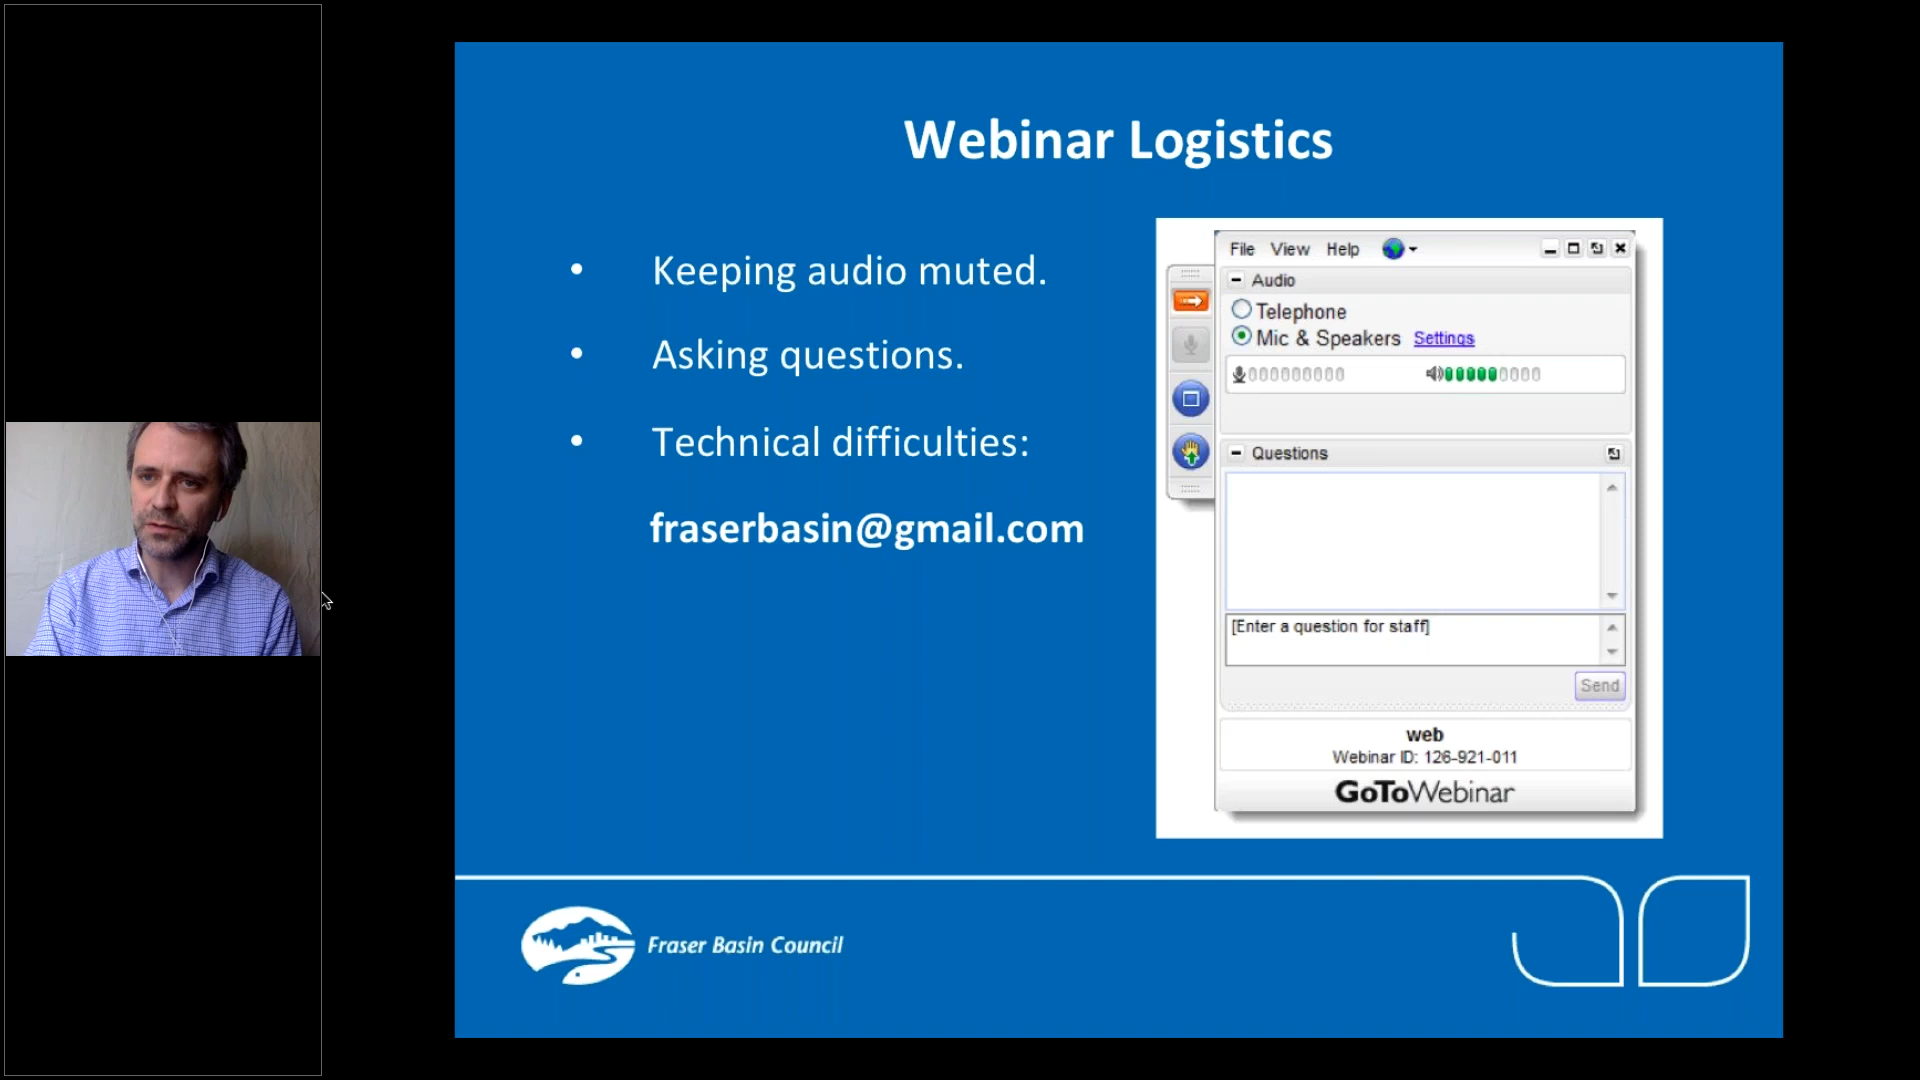 Webinar Logistics
• Keeping audio muted.
• Asking questions.
• Technical difficulties:
fraserbasin@gmail.com
File View Help
Audio
Telephone
Mic & Speakers Settings
Questions
[Enter a question for staff]
Send
web
Webinar ID: 126-921-011
GoToWebinar
Fraser Basin Council